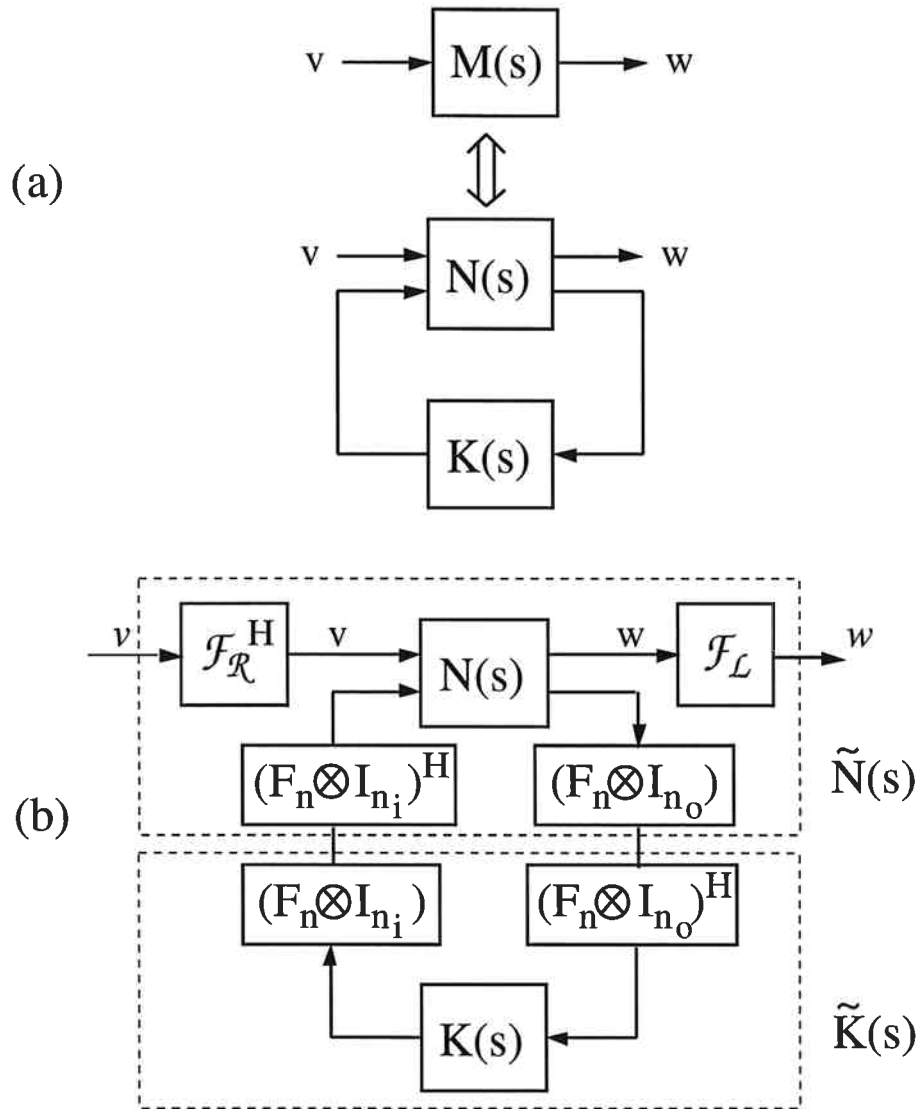 v M(s) w
(a)
v N(s) w
K(s)
v ℱ_ℛ^H v N(s) w ℱ_ℒ w
(F_n⊗I_{n_i})^H (F_n⊗I_{n_o}) Ñ(s)
(b)
(F_n⊗I_{n_i}) (F_n⊗I_{n_o})^H
K(s) K̃(s)